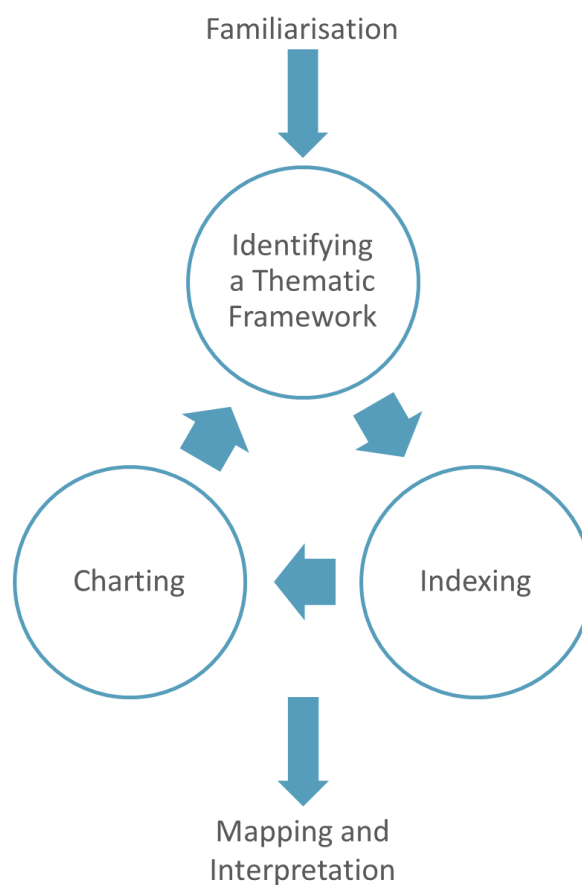 Familiarisation
Identifying
a Thematic
Framework
Charting
Indexing
Mapping and
Interpretation